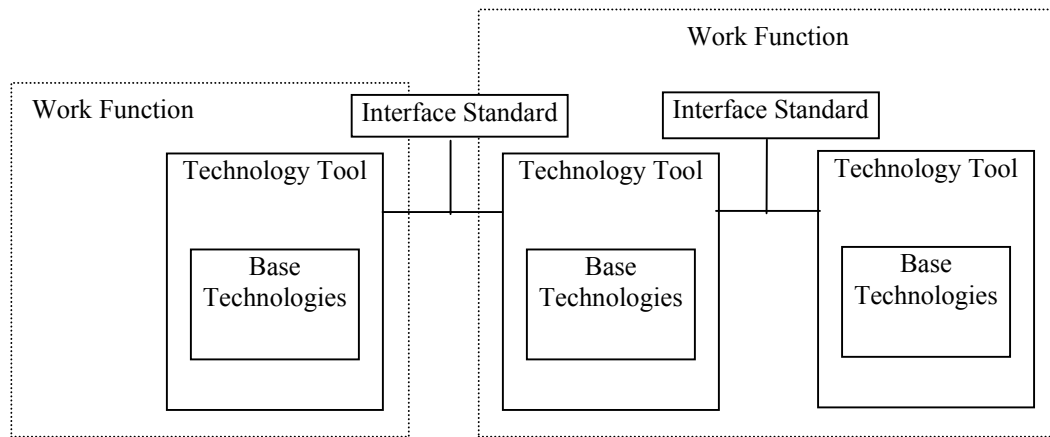 Work Function
Work Function
Interface Standard
Interface Standard
Technology Tool
Technology Tool
Technology Tool
Base
Technologies
Base
Technologies
Base
Technologies